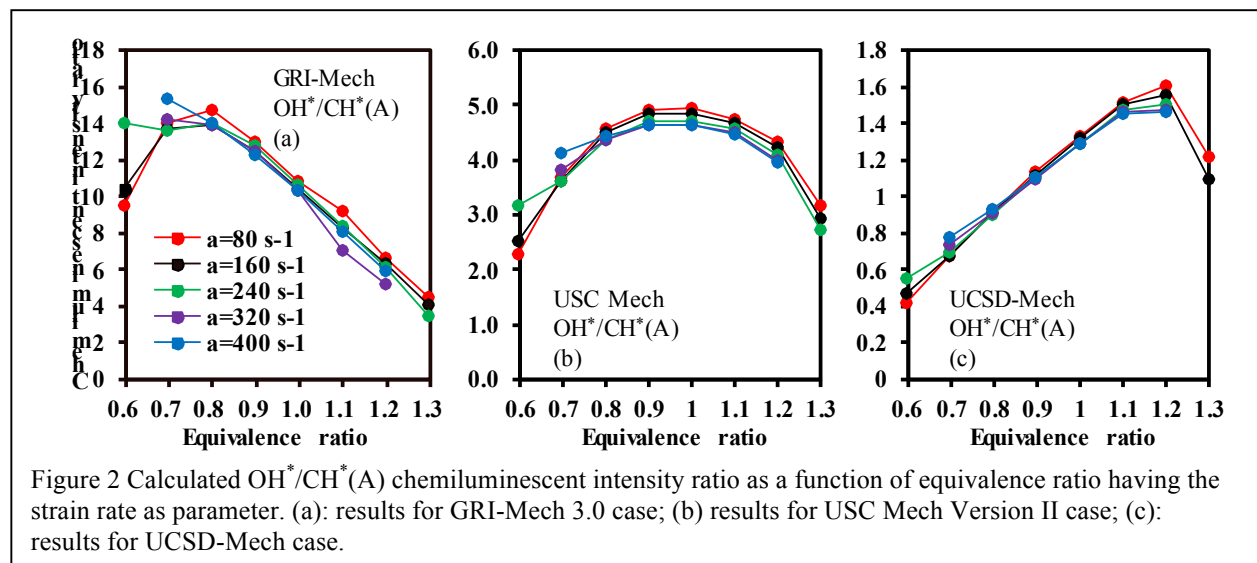 18
16
14
12
10
8
6
4
2
0
GRI-Mech
OH*/CH*(A)
(a)
a=80 s-1
a=160 s-1
a=240 s-1
a=320 s-1
a=400 s-1
0.6 0.7 0.8 0.9 1.0 1.1 1.2 1.3
Equivalence ratio
6.0
5.0
4.0
3.0
2.0
1.0
0.0
USC Mech
OH*/CH*(A)
(b)
0.6 0.7 0.8 0.9 1 1.1 1.2 1.3
Equivalence ratio
1.8
1.6
1.4
1.2
1
0.8
0.6
0.4
0.2
0
UCSD-Mech
OH*/CH*(A)
(c)
0.6 0.7 0.8 0.9 1 1.1 1.2 1.3
Equivalence ratio
Figure 2 Calculated OH*/CH*(A) chemiluminescent intensity ratio as a function of equivalence ratio having the
strain rate as parameter. (a): results for GRI-Mech 3.0 case; (b) results for USC Mech Version II case; (c):
results for UCSD-Mech case.